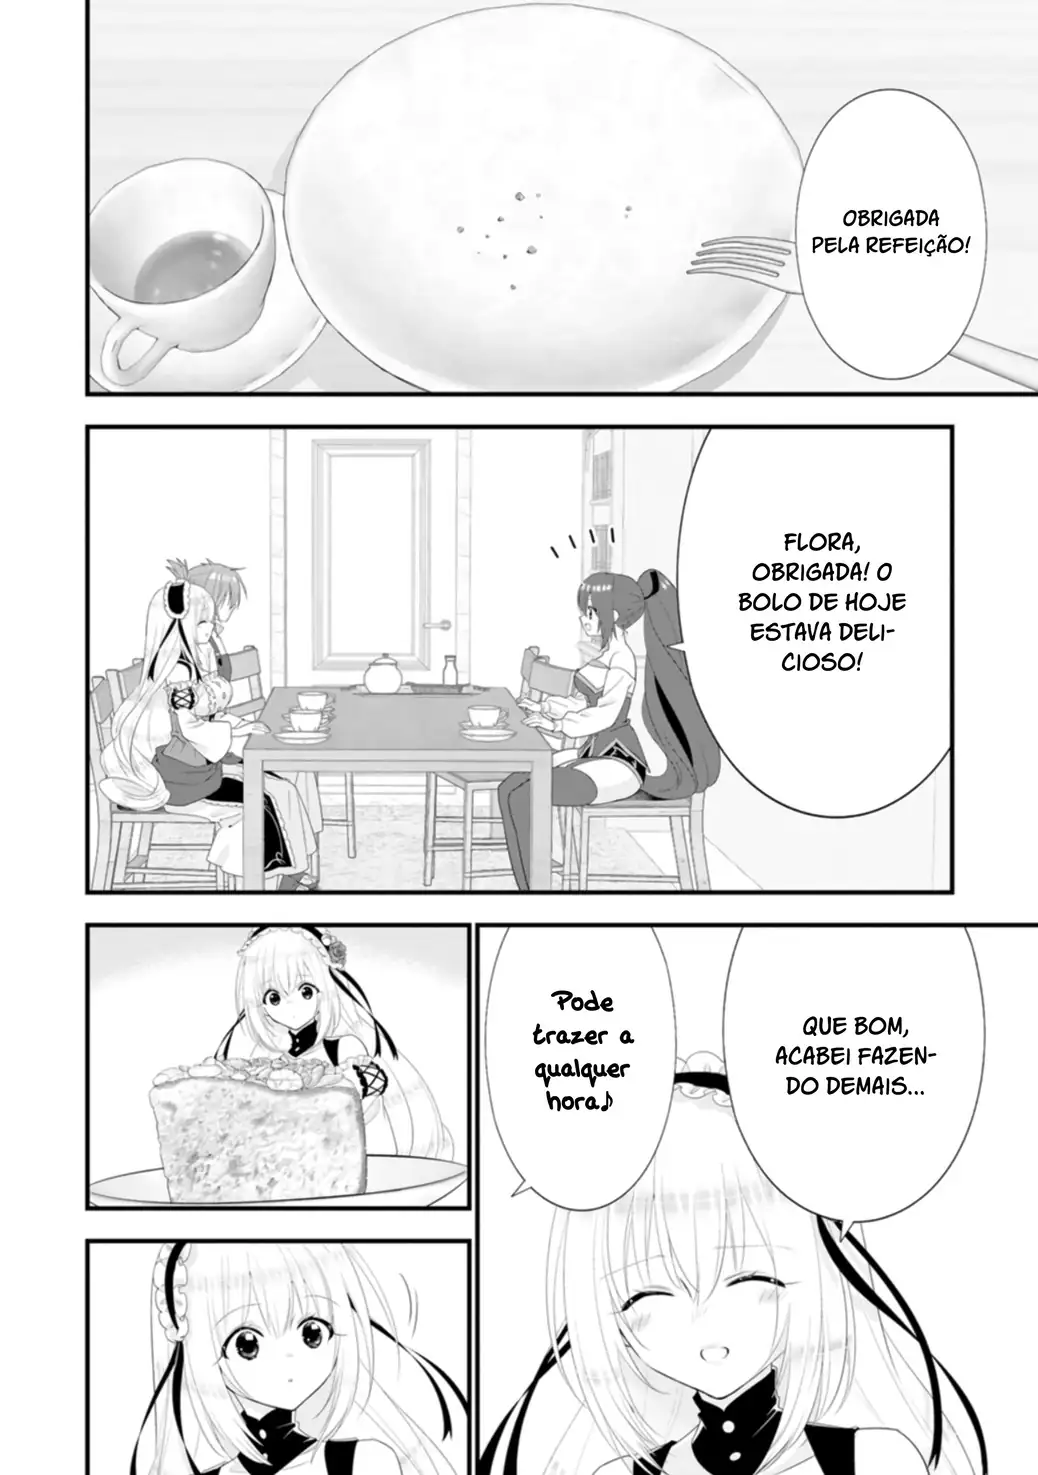 OBRIGADA
PELA REFEIÇÃO!
FLORA,
OBRIGADA! O
BOLO DE HOJE
ESTAVA DELI-
CIOSO!
QUE BOM,
ACABEI FAZEN-
DO DEMAIS...
Pode
trazer a
qualquer
hora♪